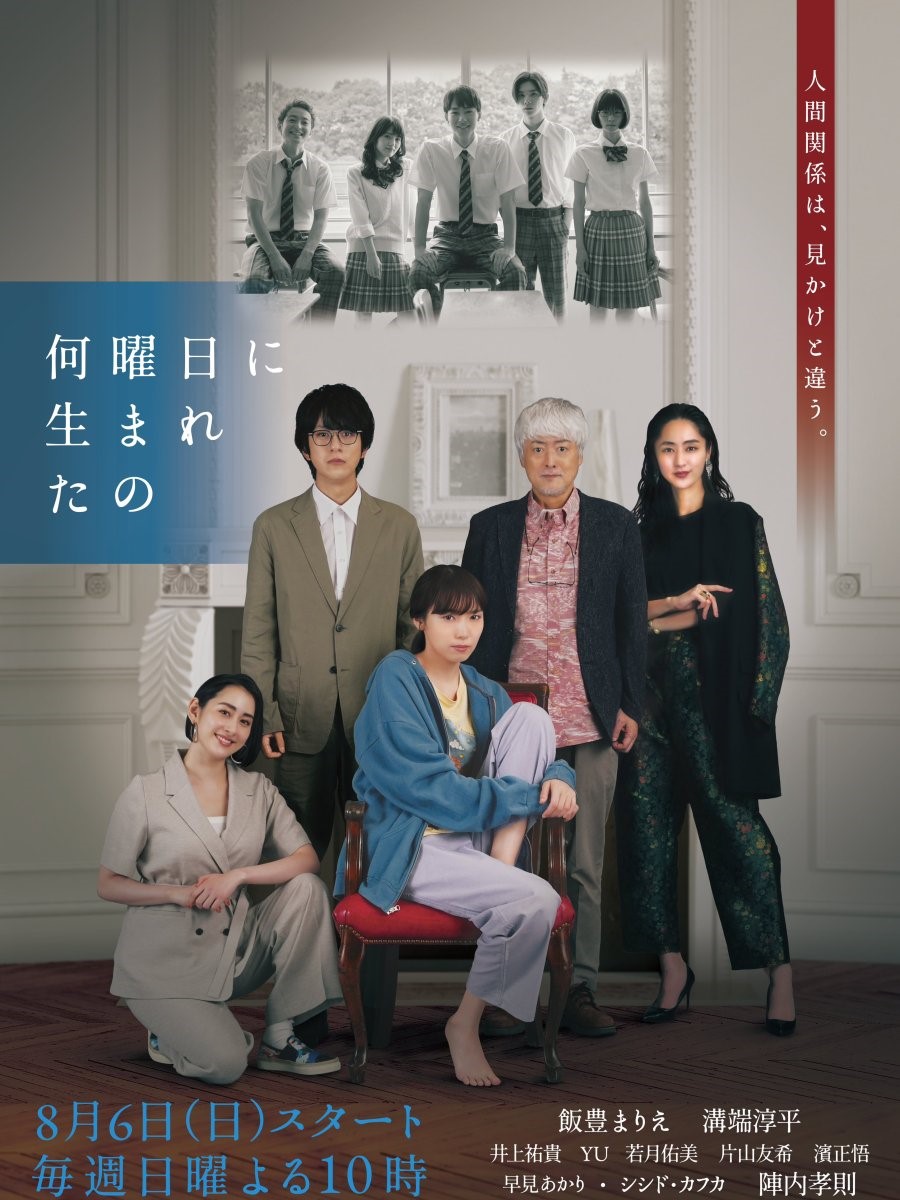 人間関係は、見かけと違う。
何曜日に
生まれ
たの
8月6日(日)スタート
毎週日曜よる10時
飯豊まりえ 溝端淳平
井上祐貴 YU 若月佑美 片山友希 濱正悟
早見あかり・シシド・カフカ 陣内孝則